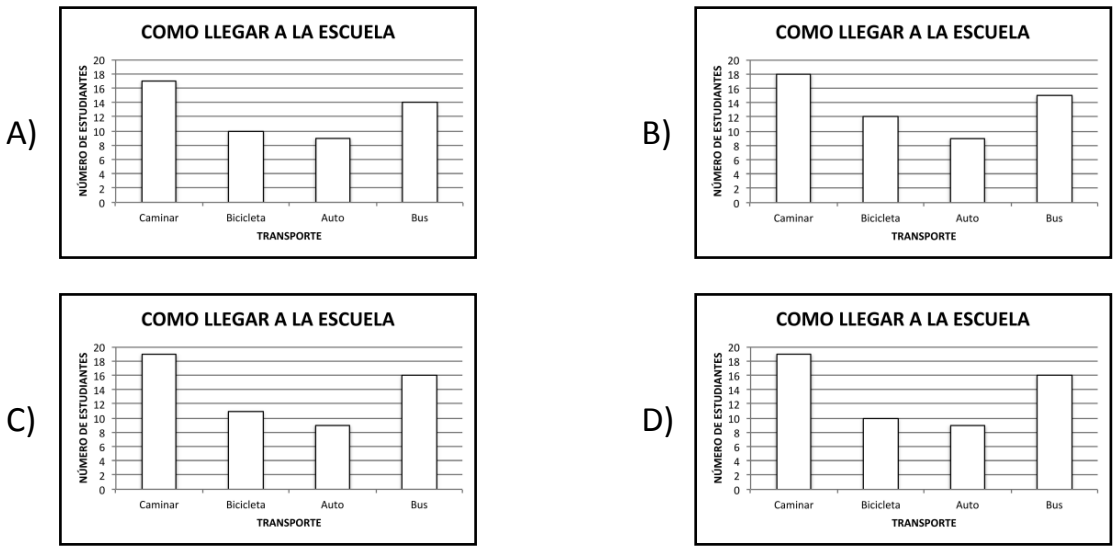 A)
COMO LLEGAR A LA ESCUELA
NÚMERO DE ESTUDIANTES
20
18
16
14
12
10
8
6
4
2
0
Caminar Bicicleta Auto Bus
TRANSPORTE
B)
COMO LLEGAR A LA ESCUELA
NÚMERO DE ESTUDIANTES
20
18
16
14
12
10
8
6
4
2
0
Caminar Bicicleta Auto Bus
TRANSPORTE
C)
COMO LLEGAR A LA ESCUELA
NÚMERO DE ESTUDIANTES
20
18
16
14
12
10
8
6
4
2
0
Caminar Bicicleta Auto Bus
TRANSPORTE
D)
COMO LLEGAR A LA ESCUELA
NÚMERO DE ESTUDIANTES
20
18
16
14
12
10
8
6
4
2
0
Caminar Bicicleta Auto Bus
TRANSPORTE